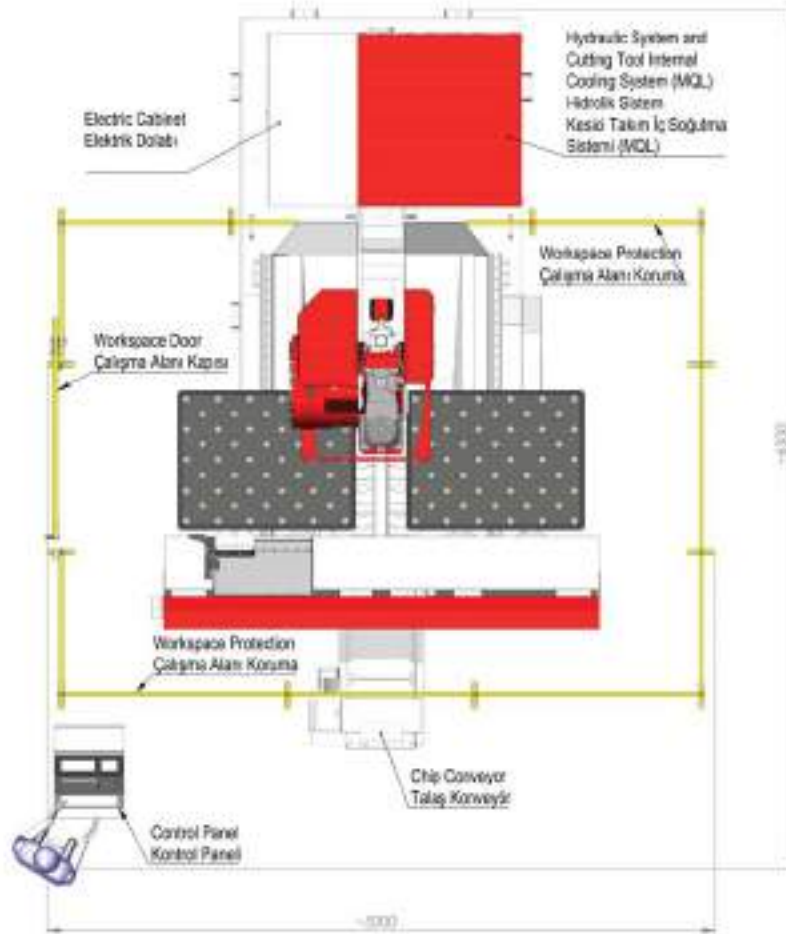 Hydraulic System and
Cutting Tool Internal
Cooling System (MQL)
Hidrolik Sistem
Kesici Takım İç Soğutma
Sistemi (MQL)
Electric Cabinet
Elektrik Dolabı
Workspace Protection
Çalışma Alanı Koruma
Workspace Door
Çalışma Alanı Kapısı
Workspace Protection
Çalışma Alanı Koruma
Chip Conveyor
Talaş Konveyör
Control Panel
Kontrol Paneli